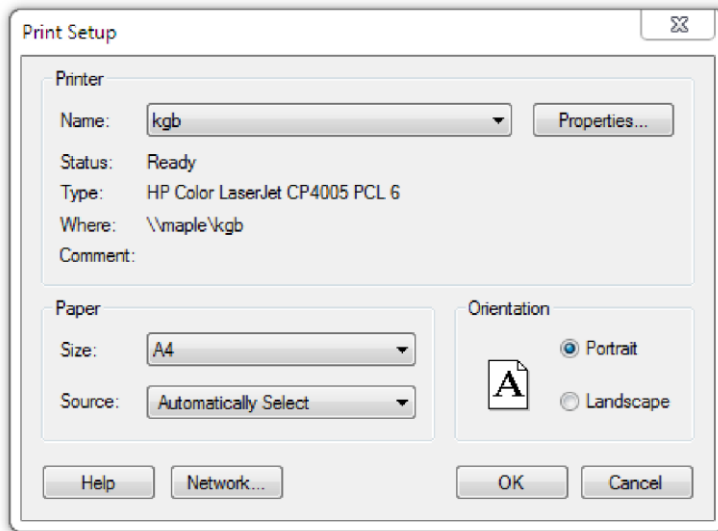 Print Setup
Printer
Name: kgb Properties...
Status: Ready
Type: HP Color LaserJet CP4005 PCL 6
Where: \\maple\kgb
Comment:
Paper
Size: A4
Source: Automatically Select
Orientation
A
Portrait
Landscape
Help Network... OK Cancel